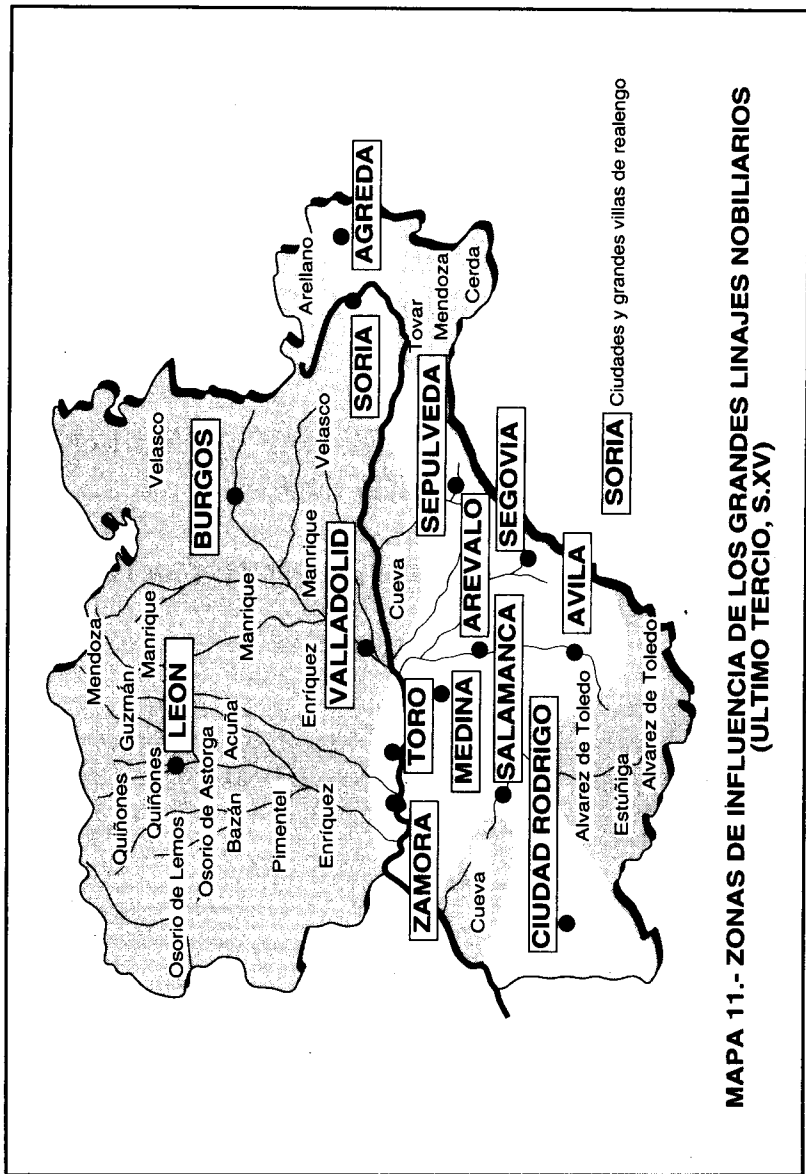 Mendoza
Quiñones
Guzmán
Manrique
Velasco
Quiñones
LEON
BURGOS
Osorio de Lemos
Osorio de Astorga
Acuña
Manrique
Bazán
Arellano
AGREDA
Pimentel
Enríquez
Manrique
Velasco
Enríquez
VALLADOLID
SORIA
Cueva
Tovar
ZAMORA
TORO
Mendoza
MEDINA
SEPULVEDA
Cerda
Cueva
SALAMANCA
AREVALO
SEGOVIA
CIUDAD RODRIGO
Alvarez de Toledo
AVILA
Estúñiga
Alvarez de Toledo
SORIA Ciudades y grandes villas de realengo
MAPA 11.- ZONAS DE INFLUENCIA DE LOS GRANDES LINAJES NOBILIARIOS
(ULTIMO TERCIO, S.XV)